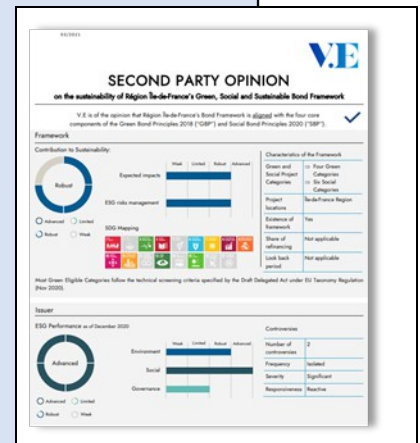 03/2021
V.E
SECOND PARTY OPINION
on the sustainability of Région Île-de-France's Green, Social and Sustainable Bond Framework
V.E is of the opinion that Région Île-de-France's Bond Framework is aligned with the four core
components of the Green Bond Principles 2018 ("GBP") and Social Bond Principles 2020 ("SBP").
Framework
Contribution to Sustainability:
Robust
Advanced Limited
Robust Weak
Weak Limited Robust Advanced
Expected impacts
ESG risks management
SDG Mapping
Characteristics of the Framework
Green and Social Project Categories
Four Green Categories
Six Social Categories
Project locations
Île-de-France Region
Existence of framework
Yes
Share of refinancing
Not applicable
Look back period
Not applicable
Most Green Eligible Categories follow the technical screening criteria specified by the Draft Delegated Act under EU Taxonomy Regulation
(Nov 2020).
Issuer
ESG Performance as of December 2020
Advanced
Advanced Limited
Robust Weak
Weak Limited Robust Advanced
Environment
Social
Governance
Controversies
Number of controversies
2
Frequency
Isolated
Severity
Significant
Responsiveness
Reactive